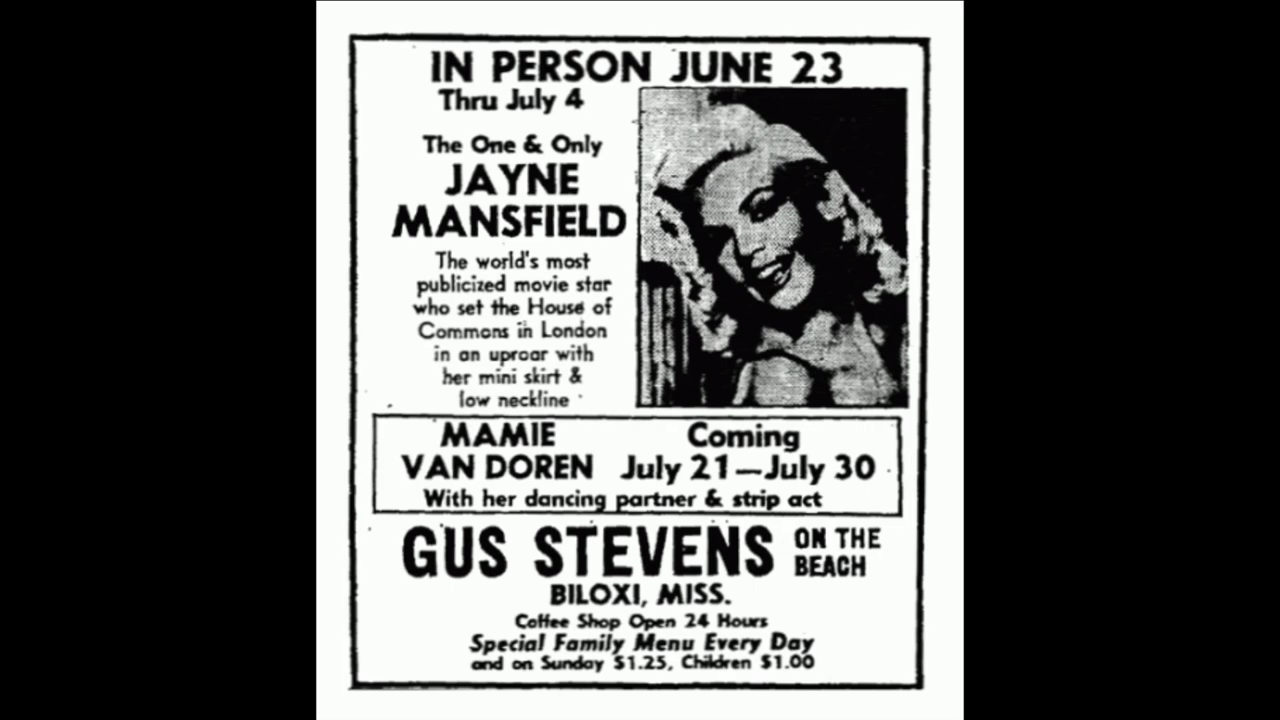 IN PERSON JUNE 23
Thru July 4
The One & Only
JAYNE
MANSFIELD
The world's most
publicized movie star
who set the House of
Commons in London
in an uproar with
her mini skirt &
low neckline
MAMIE
VAN DOREN
Coming
July 21—July 30
With her dancing partner & strip act
GUS STEVENS
ON THE
BEACH
BILOXI, MISS.
Coffee Shop Open 24 Hours
Special Family Menu Every Day
and on Sunday $1.25, Children $1.00